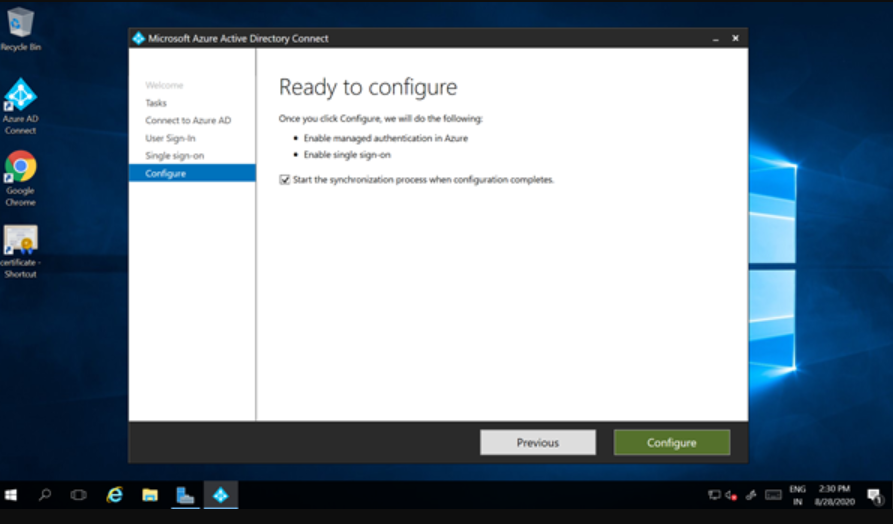 Recycle Bin
Azure AD
Connect
Google
Chrome
certificate -
Shortcut
Microsoft Azure Active Directory Connect
Welcome
Tasks
Connect to Azure AD
User Sign-In
Single sign-on
Configure
Ready to configure
Once you click Configure, we will do the following:
• Enable managed authentication in Azure
• Enable single sign-on
Start the synchronization process when configuration completes.
Previous
Configure
ENG
IN
2:30 PM
8/28/2020
1